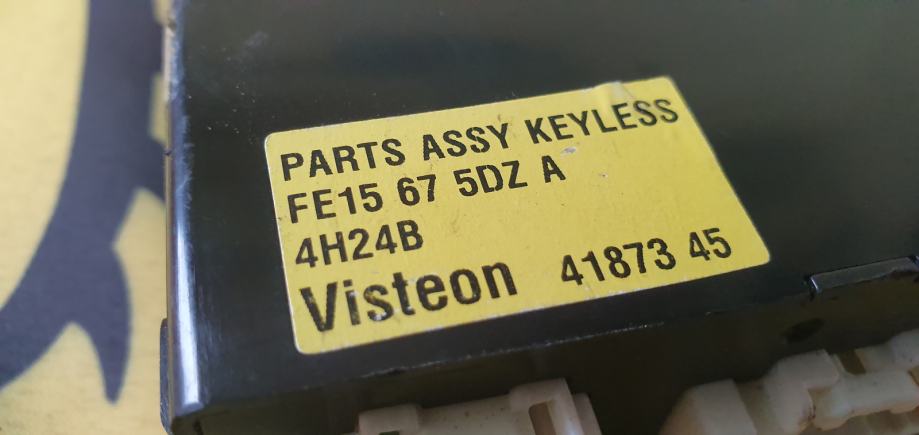 PARTS ASSY KEYLESS
FE15 67 5DZ A
4H24B
Visteon 41873 45